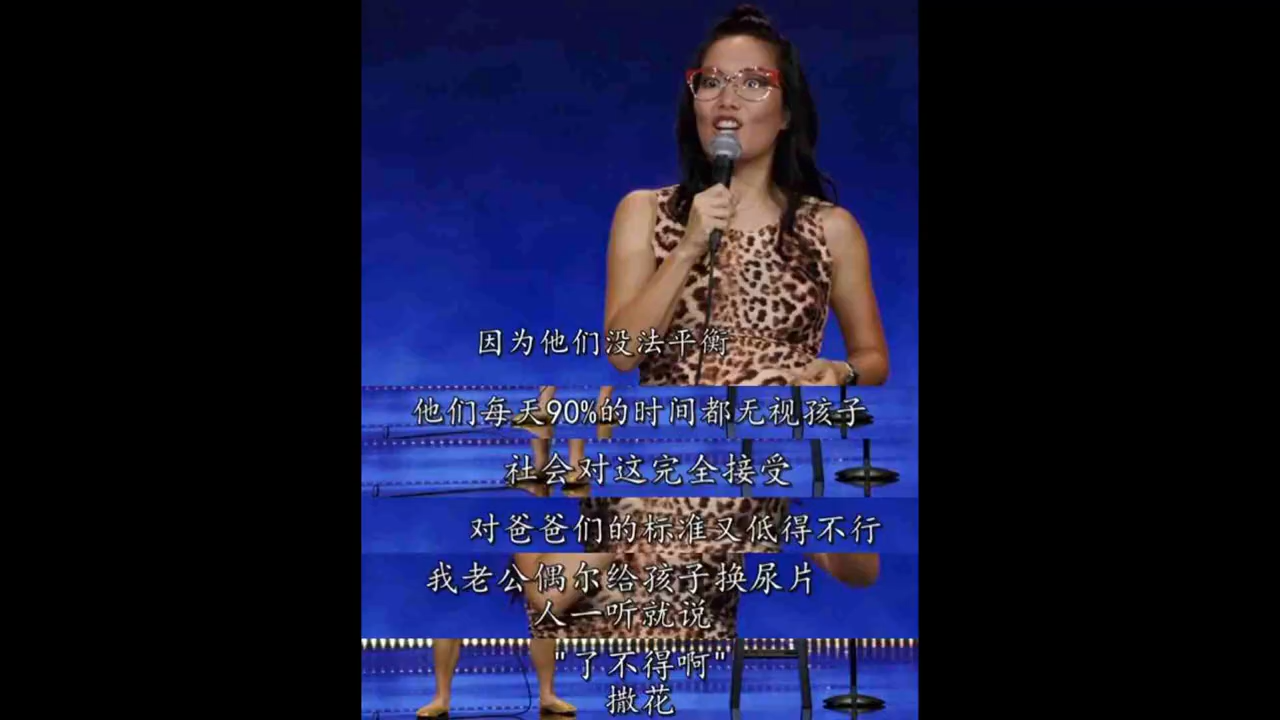 因为他们没法平衡
他们每天90%的时间都无视孩子
社会对这完全接受
对爸爸们的标准又低得不行
我老公偶尔给孩子换尿片
人一听就说
"了不得啊"
撒花